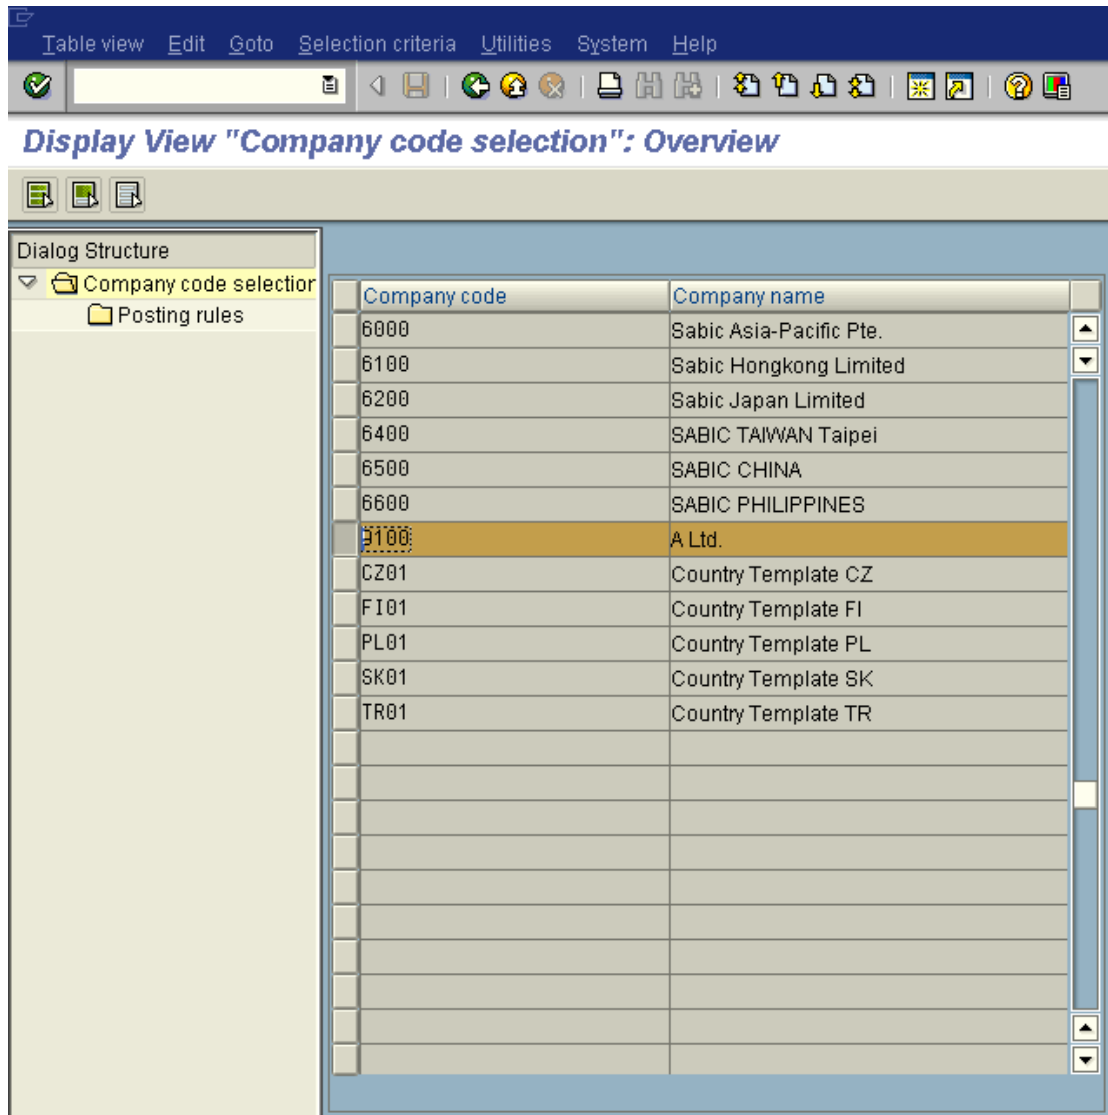 Table view Edit Goto Selection criteria Utilities System Help
Display View "Company code selection": Overview
Dialog Structure
Company code selection
Posting rules
Company code Company name
6000 Sabic Asia-Pacific Pte.
6100 Sabic Hongkong Limited
6200 Sabic Japan Limited
6400 SABIC TAIWAN Taipei
6500 SABIC CHINA
6600 SABIC PHILIPPINES
9100 A Ltd.
CZ01 Country Template CZ
FI01 Country Template FI
PL01 Country Template PL
SK01 Country Template SK
TR01 Country Template TR